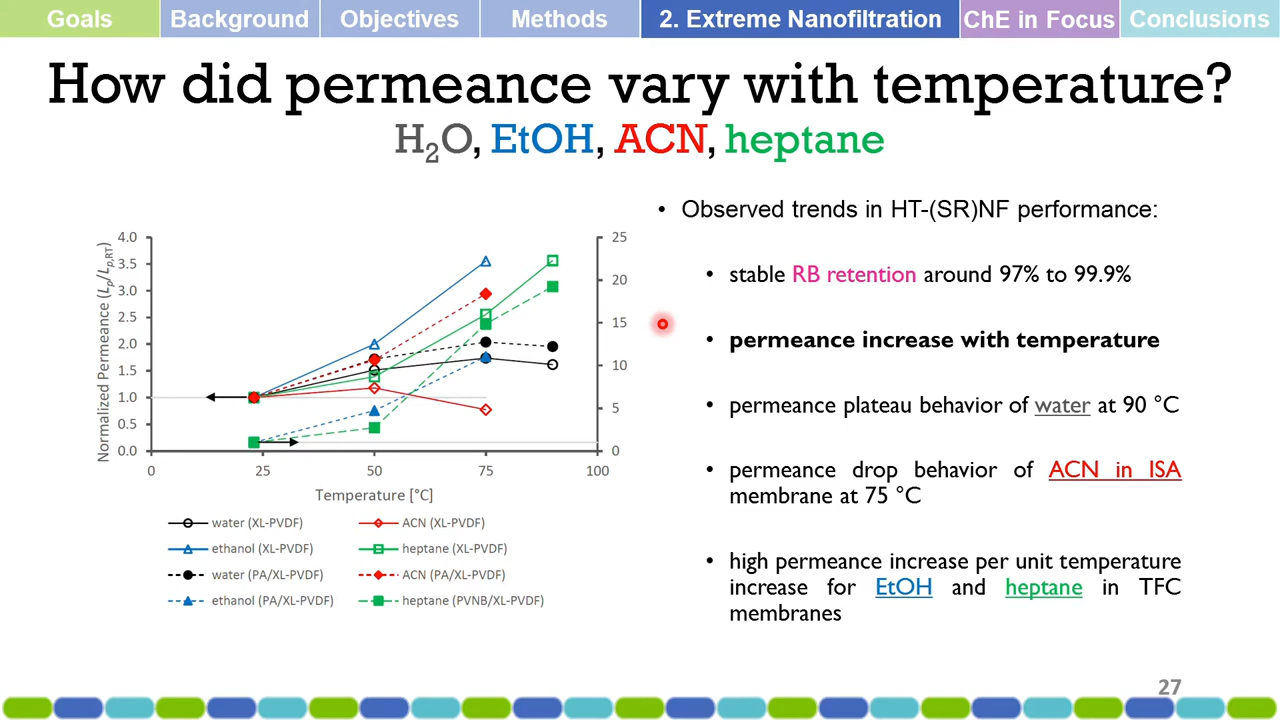 Goals Background Objectives Methods 2. Extreme Nanofiltration ChE in Focus Conclusions
How did permeance vary with temperature?
H₂O, EtOH, ACN, heptane
• Observed trends in HT-(SR)NF performance:
• stable RB retention around 97% to 99.9%
• permeance increase with temperature
• permeance plateau behavior of water at 90 °C
• permeance drop behavior of ACN in ISA
membrane at 75 °C
• high permeance increase per unit temperature
increase for EtOH and heptane in TFC
membranes
Normalized Permeance (Lp/Lp,RT)
4.0
3.5
3.0
2.5
2.0
1.5
1.0
0.5
0.0
25
20
15
10
5
0
0 25 50 75 100
Temperature [°C]
water (XL-PVDF) ACN (XL-PVDF)
ethanol (XL-PVDF) heptane (XL-PVDF)
water (PA/XL-PVDF) ACN (PA/XL-PVDF)
ethanol (PA/XL-PVDF) heptane (PVNB/XL-PVDF)
27